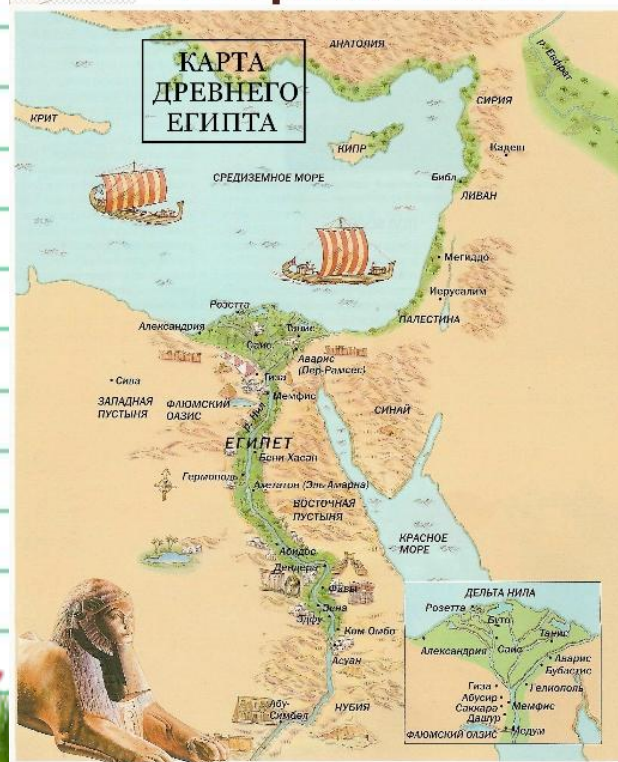 КАРТА
ДРЕВНЕГО
ЕГИПТА
АНАТОЛИЯ
р. Евфрат
КРИТ
СИРИЯ
КИПР
Кадеш
СРЕДИЗЕМНОЕ МОРЕ
Библ
ЛИВАН
Мегиддо
Иерусалим
ПАЛЕСТИНА
Розетта
Александрия
Танис
Саис
Аварис
(Пер-Рамсес)
Гиза
Сива
Мемфис
ЗАПАДНАЯ
ПУСТЫНЯ
ФАЮМСКИЙ
ОАЗИС
р. Нил
СИНАЙ
ЕГИПЕТ
Бени-Хасан
Гермополь
Ахетатон (Эль Амарна)
ВОСТОЧНАЯ
ПУСТЫНЯ
КРАСНОЕ
МОРЕ
Абидос
Дендера
Фивы
Эсна
Эдфу
Ком Омбо
Асуан
Абу-
Симбел
НУБИЯ
ДЕЛЬТА НИЛА
Розетта
Буто
Танис
Александрия
Саис
Аварис
Бубастис
Гиза
Гелиополь
Абусир
Саккара
Мемфис
Дашур
ФАЮМСКИЙ ОАЗИС
Медум